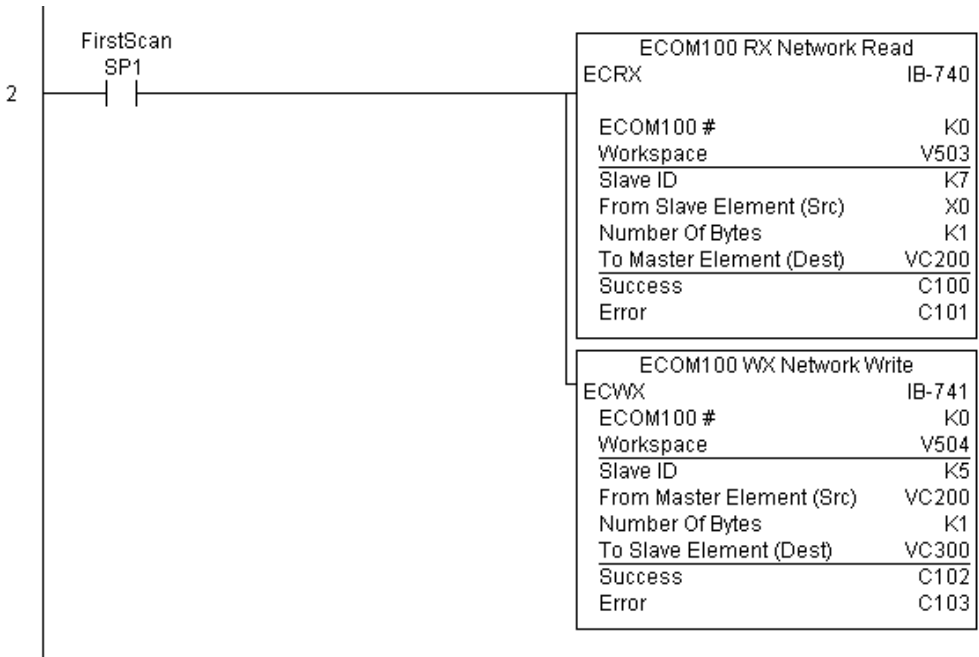 FirstScan
SP1
2
ECOM100 RX Network Read
ECRX IB-740
ECOM100 # K0
Workspace V503
Slave ID K7
From Slave Element (Src) X0
Number Of Bytes K1
To Master Element (Dest) VC200
Success C100
Error C101
ECOM100 WX Network Write
ECWX IB-741
ECOM100 # K0
Workspace V504
Slave ID K5
From Master Element (Src) VC200
Number Of Bytes K1
To Slave Element (Dest) VC300
Success C102
Error C103